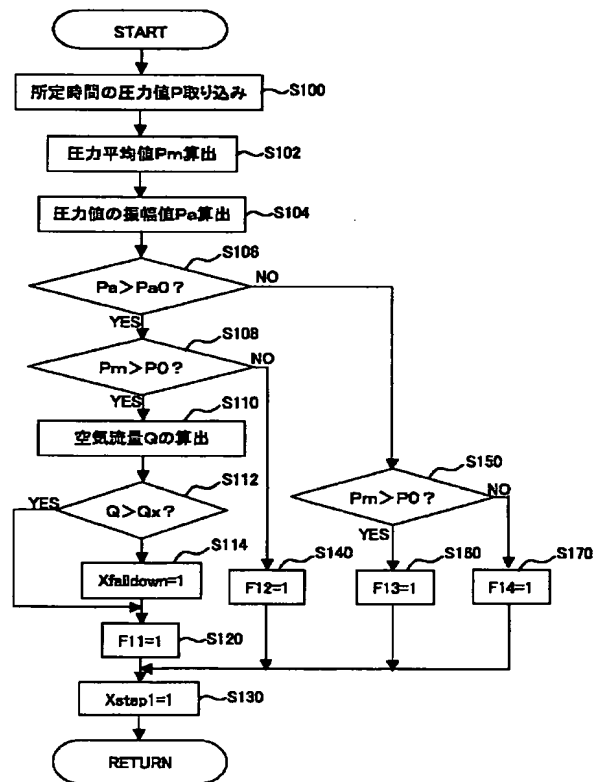 START
所定時間の圧力値P取り込み
S100
圧力平均値Pm算出
S102
圧力値の振幅値Pa算出
S104
S106
Pa>Pa0?
NO
YES
S108
Pm>P0?
NO
YES
S110
空気流量Qの算出
S112
YES
Q>Qx?
S150
Pm>P0?
NO
YES
S114
Xfaildown=1
S140
F12=1
S160
F13=1
S170
F14=1
F11=1
S120
Xstep1=1
S130
RETURN